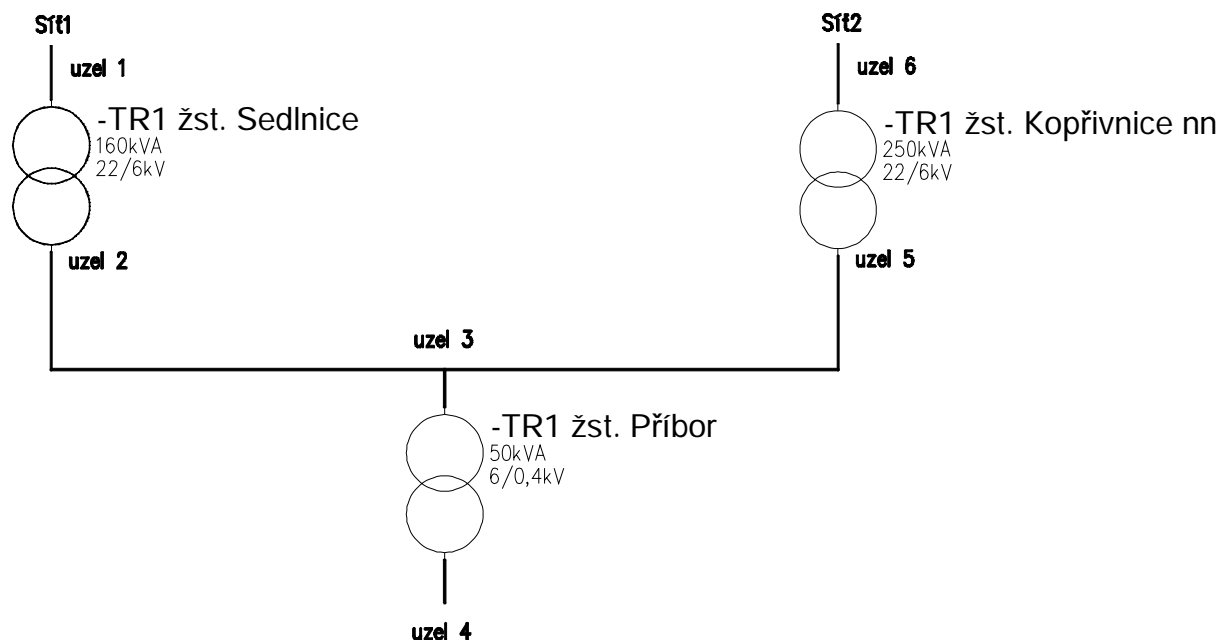 Síť1
uzel 1
-TR1 žst. Sedlnice
160kVA
22/6kV
uzel 2
Síť2
uzel 6
-TR1 žst. Kopřivnice nn
250kVA
22/6kV
uzel 5
uzel 3
-TR1 žst. Příbor
50kVA
6/0,4kV
uzel 4